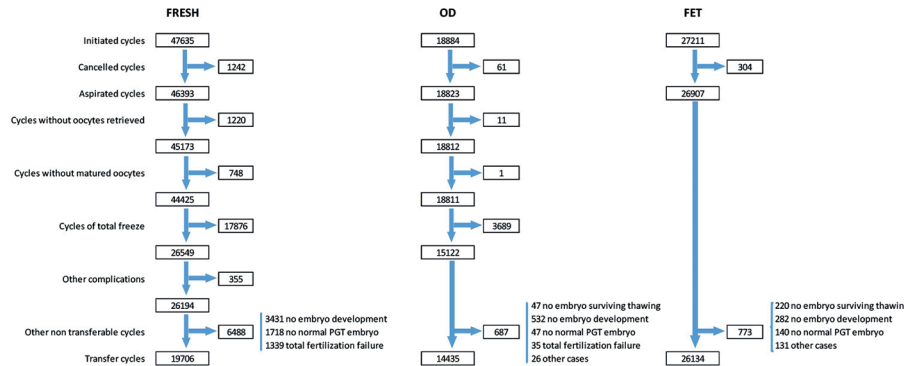 FRESH OD FET
Initiated cycles 47635 18884 27211
Cancelled cycles 1242 61 304
Aspirated cycles 46393 18823 26907
Cycles without oocytes retrieved 1220 11
45173 18812
Cycles without matured oocytes 748 1
44425 18811
Cycles of total freeze 17876 3689
26549 15122
Other complications 355
26194
Other non transferable cycles 6488 687 773
3431 no embryo development
1718 no normal PGT embryo
1339 total fertilization failure
47 no embryo surviving thawing
532 no embryo development
47 no normal PGT embryo
35 total fertilization failure
26 other cases
220 no embryo surviving thawin
282 no embryo development
140 no normal PGT embryo
131 other cases
Transfer cycles 19706 14435 26134